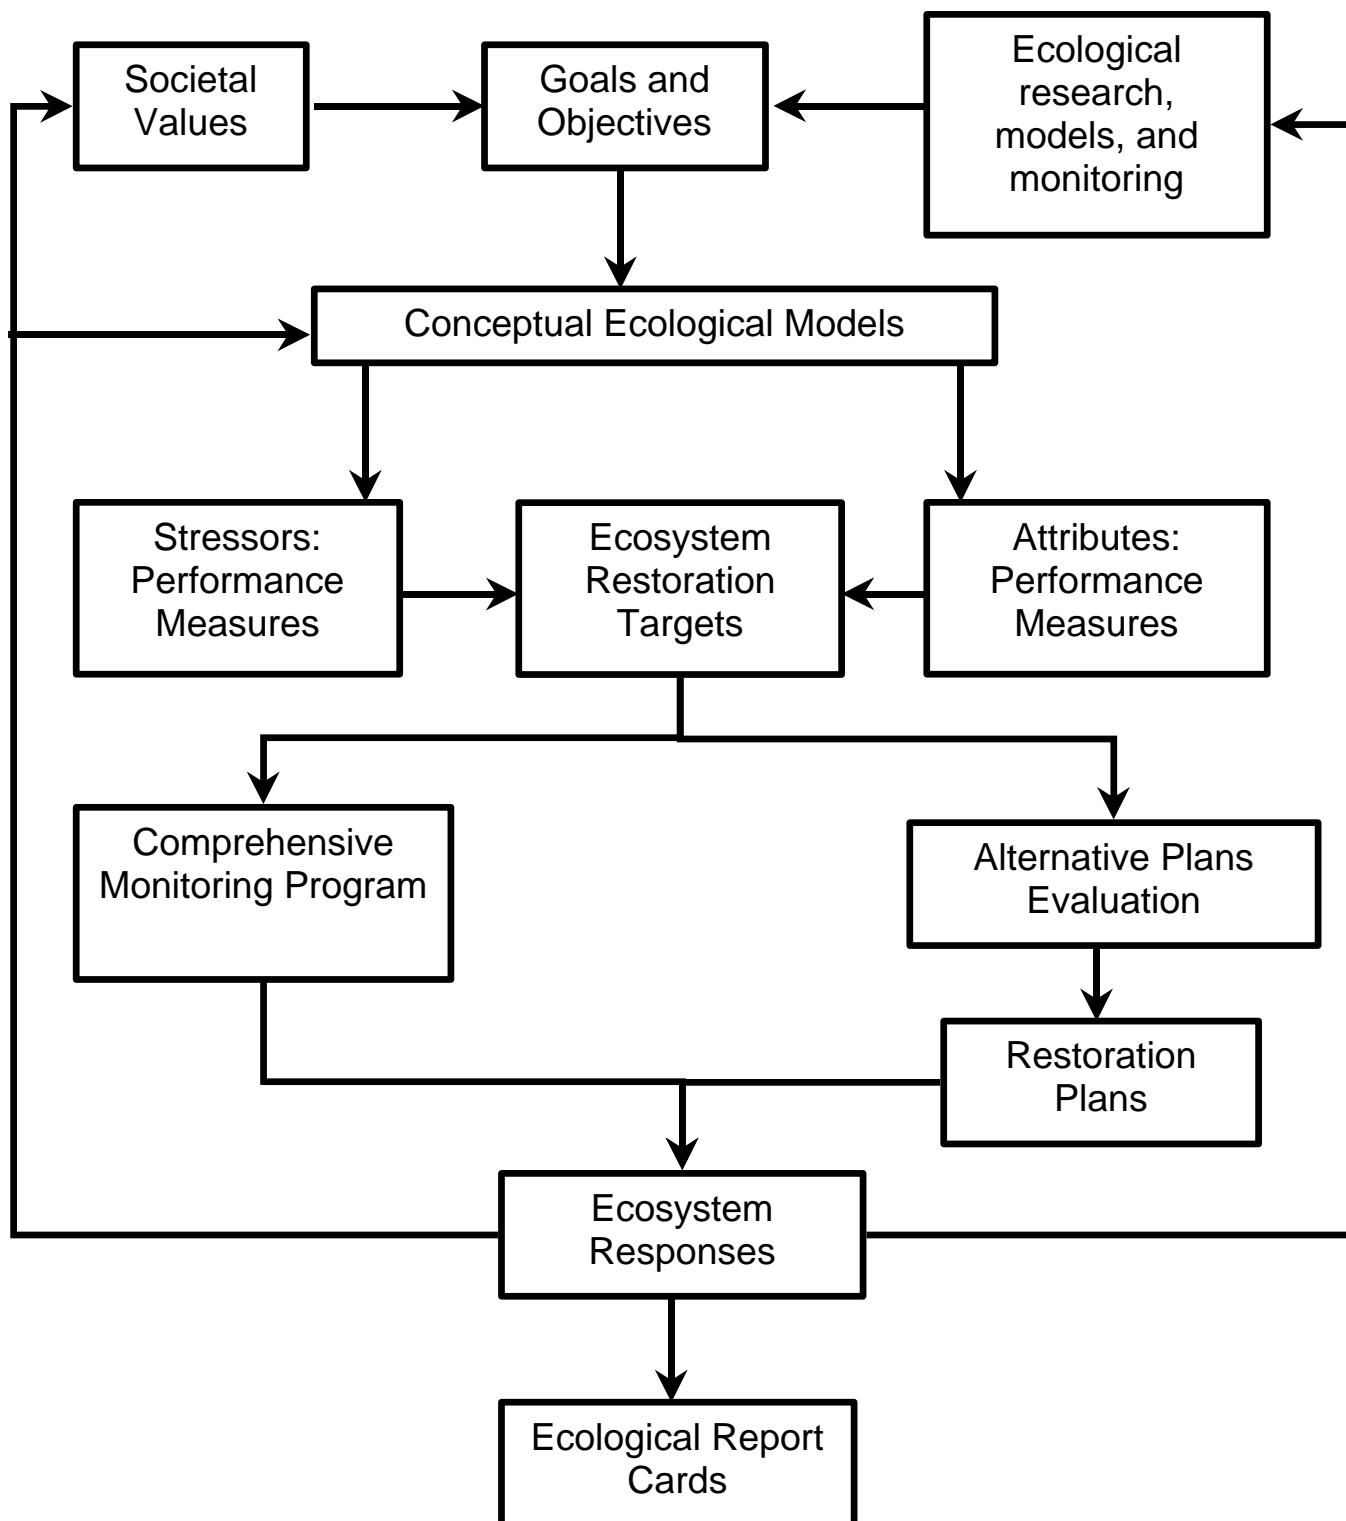 Societal
Values
Goals and
Objectives
Ecological
research,
models, and
monitoring
Conceptual Ecological Models
Stressors:
Performance
Measures
Ecosystem
Restoration
Targets
Attributes:
Performance
Measures
Comprehensive
Monitoring Program
Alternative Plans
Evaluation
Restoration
Plans
Ecosystem
Responses
Ecological Report
Cards